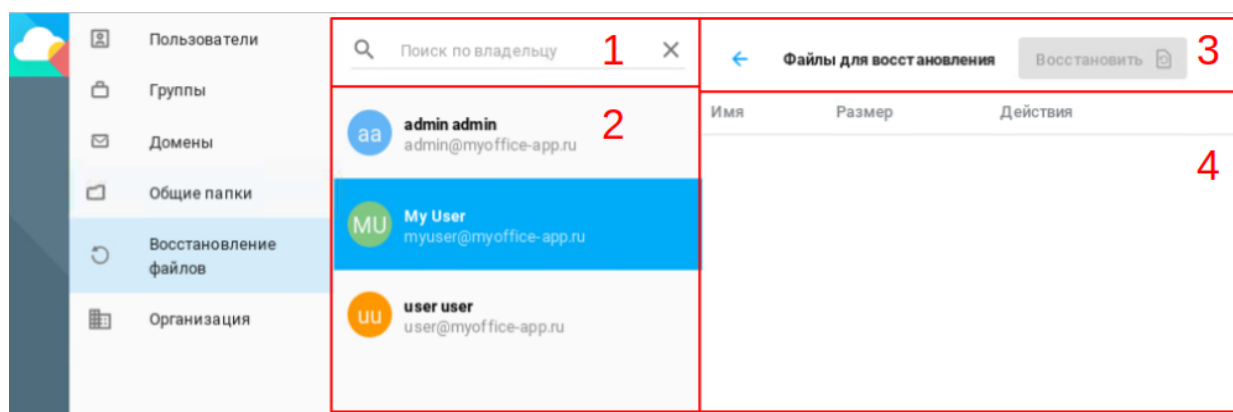 Пользователи
Группы
Домены
Общие папки
Восстановление
файлов
Организация
Поиск по владельцу
1
2
aa
admin admin
admin@myoffice-app.ru
MU
My User
myuser@myoffice-app.ru
uu
user user
user@myoffice-app.ru
Файлы для восстановления
Восстановить
3
Имя Размер Действия
4